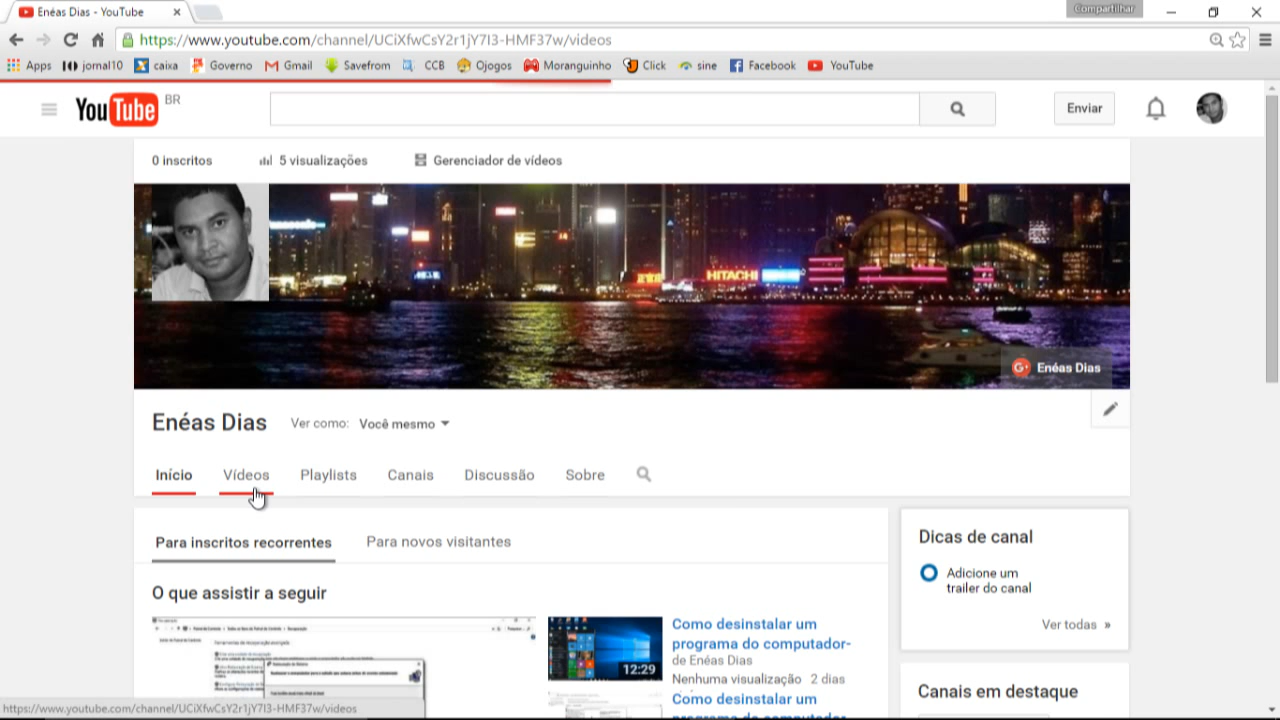 Enéas Dias - YouTube
Compartilhar
https://www.youtube.com/channel/UCiXfwCsY2r1jY7I3-HMF37w/videos
Apps jornal10 caixa Governo Gmail Savefrom CCB Ojogos Moranguinho Click sine Facebook YouTube
YouTube BR
Enviar
0 inscritos 5 visualizações Gerenciador de vídeos
HITACHI
G+ Enéas Dias
Enéas Dias Ver como: Você mesmo
Início Vídeos Playlists Canais Discussão Sobre
Para inscritos recorrentes Para novos visitantes
O que assistir a seguir
12:29
Como desinstalar um
programa do computador-
de Enéas Dias
Nenhuma visualização 2 dias
Como desinstalar um
programa do computador-
Dicas de canal
Adicione um
trailer do canal
Ver todas »
Canais em destaque
https://www.youtube.com/channel/UCiXfwCsY2r1jY7I3-HMF37w/videos